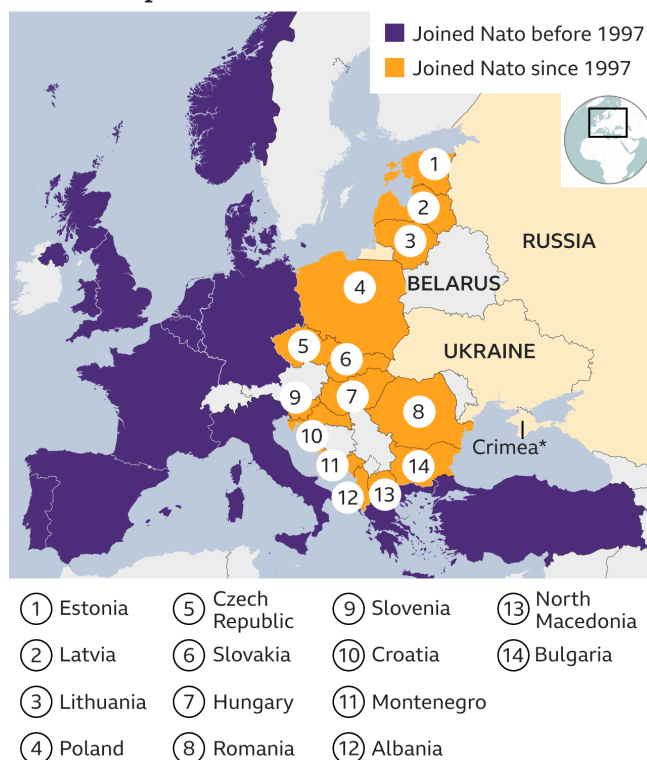 Joined Nato before 1997
Joined Nato since 1997
1
2
RUSSIA
3
BELARUS
4
5
UKRAINE
6
7
9
8
10
Crimea*
11
14
12
13
1 Estonia
5 Czech
Republic
9 Slovenia
13 North
Macedonia
2 Latvia
6 Slovakia
10 Croatia
14 Bulgaria
3 Lithuania
7 Hungary
11 Montenegro
4 Poland
8 Romania
12 Albania